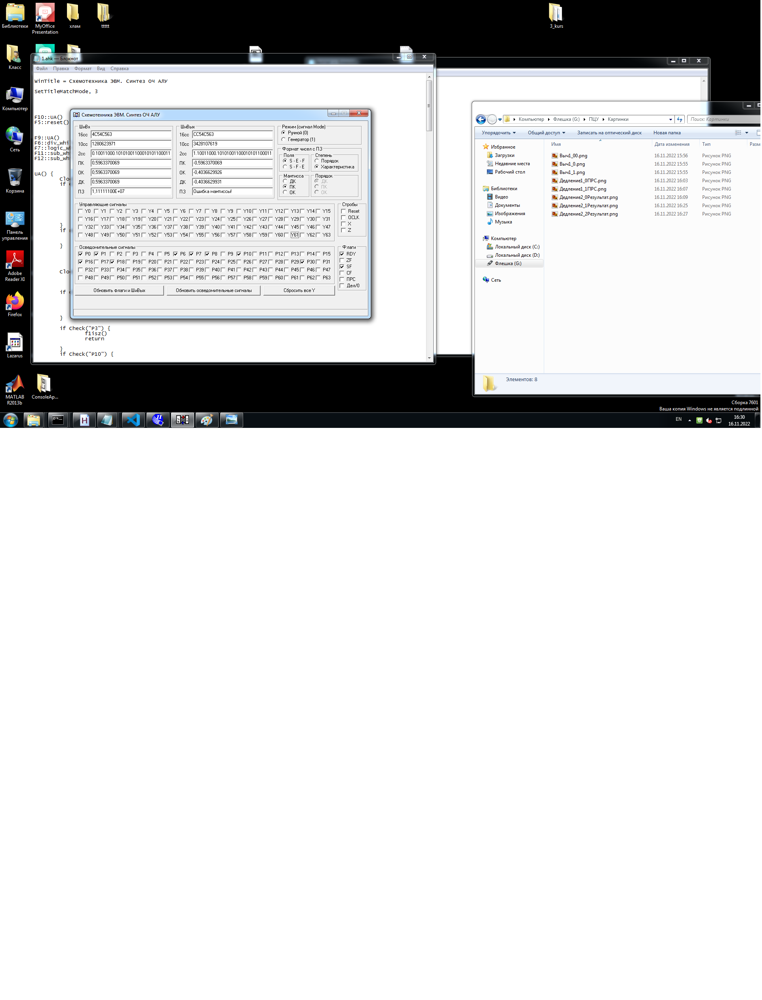 Библиотеки
MyOffice Presentation
хлам
ttttt
3_kurs
Класс
Компьютер
Сеть
Корзина
Панель управления
Adobe Reader XI
Firefox
Lazarus
MATLAB R2013b
ConsoleAp...
1.ahk — Блокнот
Файл Правка Формат Вид Справка
WinTitle = Схемотехника ЭВМ. Синтез ОЧ АЛУ
SetTitleMatchMode, 3
F10::UA()
F5::reset()
F9::UA()
F6::div_whi
F7::logic_w
F11::sub_wh
F12::sub_wh
UA() {
Clo
if
}
if
}
Clo
if
}
if Check("P3") {
f1isz()
return
}
if Check("P10") {
Схемотехника ЭВМ. Синтез ОЧ АЛУ
ШиВх
16сс 4C54C563
10сс 1280623971
2сс 0.10011000.10101001100010101100011
ПК 0,5963370069
ОК 0,5963370069
ДК 0,5963370069
ПЗ 1,11111100E+07
ШиВых
16сс CC54C563
10сс 3428107619
2сс 1.10011000.10101001100010101100011
ПК -0,5963370069
ОК -0,4036629926
ДК -0,4036629931
ПЗ Ошибка мантиссы!
Режим (сигнал Mode)
Ручной (0)
Генератор (1)
Формат чисел с ПЗ
Поля
S - E - F
S - F - E
Степень
Порядок
Характеристика
Мантисса
ДК
ПК
ОК
Порядок
ДК
ПК
ОК
Управляющие сигналы
Y0 Y1 Y2 Y3 Y4 Y5 Y6 Y7 Y8 Y9 Y10 Y11 Y12 Y13 Y14 Y15
Y16 Y17 Y18 Y19 Y20 Y21 Y22 Y23 Y24 Y25 Y26 Y27 Y28 Y29 Y30 Y31
Y32 Y33 Y34 Y35 Y36 Y37 Y38 Y39 Y40 Y41 Y42 Y43 Y44 Y45 Y46 Y47
Y48 Y49 Y50 Y51 Y52 Y53 Y54 Y55 Y56 Y57 Y58 Y59 Y60 Y61 Y62 Y63
Стробы
Reset
OCLK
X
Z
Осведомительные сигналы
P0 P1 P2 P3 P4 P5 P6 P7 P8 P9 P10 P11 P12 P13 P14 P15
P16 P17 P18 P19 P20 P21 P22 P23 P24 P25 P26 P27 P28 P29 P30 P31
P32 P33 P34 P35 P36 P37 P38 P39 P40 P41 P42 P43 P44 P45 P46 P47
P48 P49 P50 P51 P52 P53 P54 P55 P56 P57 P58 P59 P60 P61 P62 P63
Флаги
RDY
ZF
SF
CF
ПРС
Дел/0
Обновить флаги и ШиВых
Обновить осведомительные сигналы
Сбросить все Y
Компьютер Флешка (G:) ПЦУ Картинки
Поиск: Картинки
Упорядочить Общий доступ Записать на оптический диск Новая папка
Избранное
Загрузки
Недавние места
Рабочий стол
Библиотеки
Видео
Документы
Изображения
Музыка
Компьютер
Локальный диск (C:)
Локальный диск (D:)
Флешка (G:)
Сеть
Имя Дата изменения Тип Разм
Выч1_00.png 16.11.2022 15:56 Рисунок PNG
Выч1_0.png 16.11.2022 15:55 Рисунок PNG
Выч1_1.png 16.11.2022 15:55 Рисунок PNG
Дедление1_0ПРС.png 16.11.2022 16:03 Рисунок PNG
Дедление1_1ПРС.png 16.11.2022 16:07 Рисунок PNG
Дедление2_0Результат.png 16.11.2022 16:09 Рисунок PNG
Дедление2_1Результат.png 16.11.2022 16:25 Рисунок PNG
Дедление2_2Результат.png 16.11.2022 16:27 Рисунок PNG
Элементов: 8
Сборка 7601
Ваша копия Windows не является подлинной
EN
16:30
16.11.2022